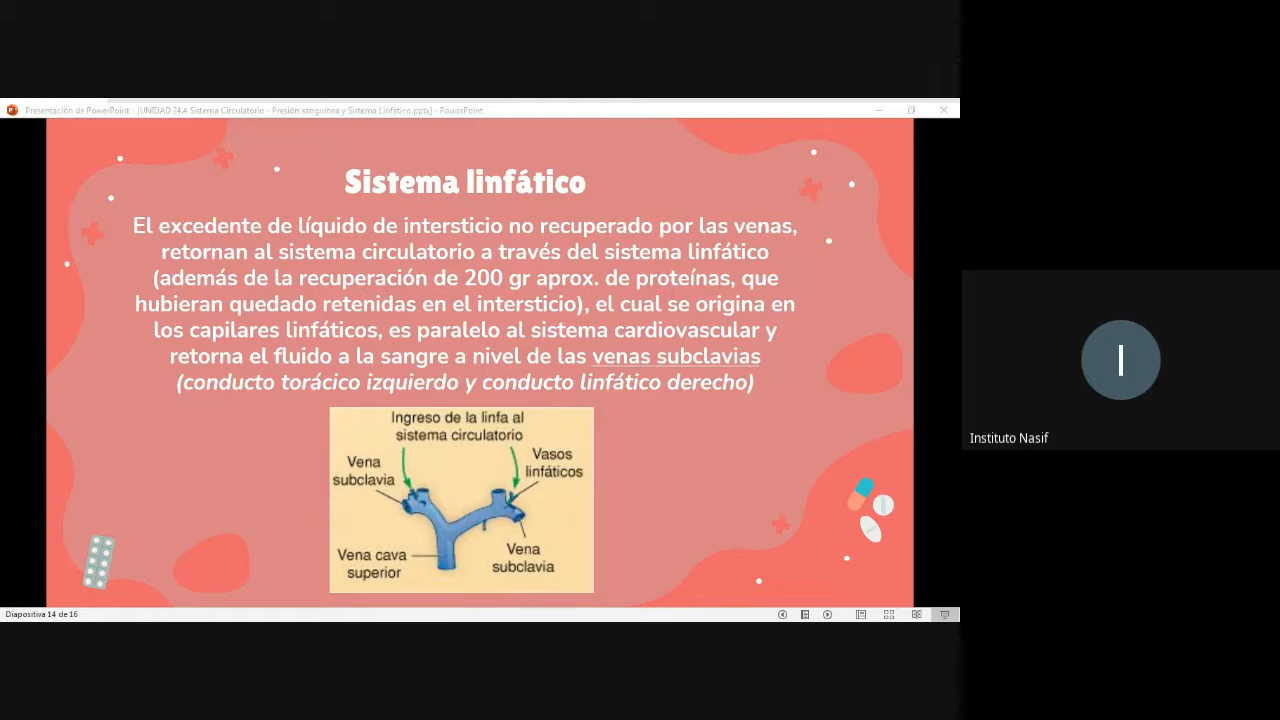 Presentación de PowerPoint - [UNIDAD 24.4 Sistema Circulatorio - Presión sanguínea y Sistema Linfático.pptx] - PowerPoint
Sistema linfático
El excedente de líquido de intersticio no recuperado por las venas,
retornan al sistema circulatorio a través del sistema linfático
(además de la recuperación de 200 gr aprox. de proteínas, que
hubieran quedado retenidas en el intersticio), el cual se origina en
los capilares linfáticos, es paralelo al sistema cardiovascular y
retorna el fluido a la sangre a nivel de las venas subclavias
(conducto torácico izquierdo y conducto linfático derecho)
Ingreso de la linfa al
sistema circulatorio
Vena
subclavia
Vasos
linfáticos
Vena cava
superior
Vena
subclavia
Diapositiva 14 de 16
I
Instituto Nasif